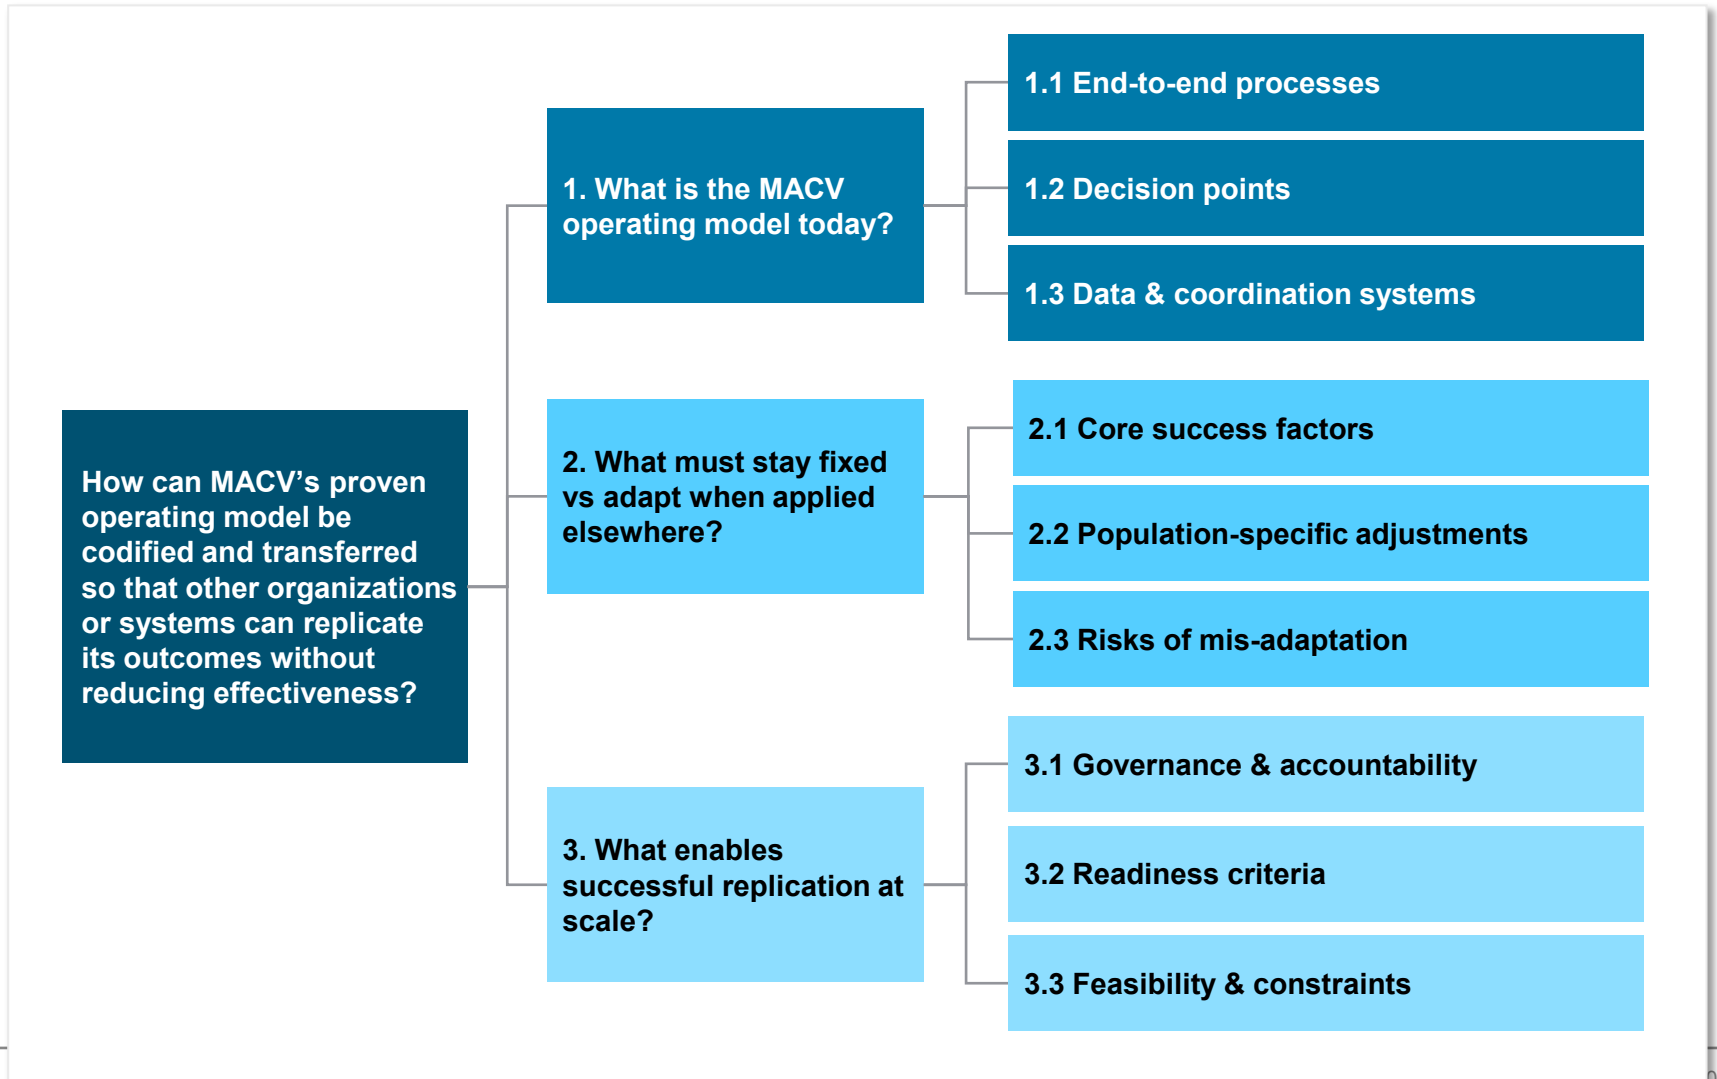 How can MACV’s proven
operating model be
codified and transferred
so that other organizations
or systems can replicate
its outcomes without
reducing effectiveness?
1. What is the MACV
operating model today?
1.1 End-to-end processes
1.2 Decision points
1.3 Data & coordination systems
2. What must stay fixed
vs adapt when applied
elsewhere?
2.1 Core success factors
2.2 Population-specific adjustments
2.3 Risks of mis-adaptation
3. What enables
successful replication at
scale?
3.1 Governance & accountability
3.2 Readiness criteria
3.3 Feasibility & constraints